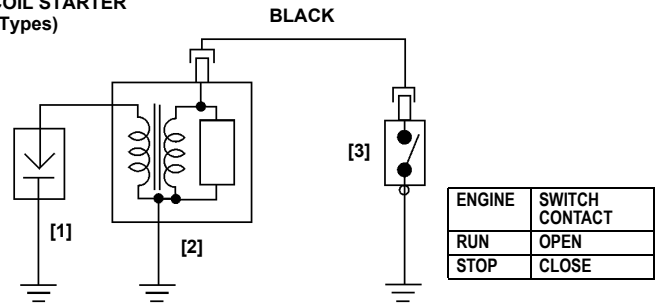 COIL STARTER
Types)
BLACK
[1]
[2]
[3]
ENGINE SWITCH CONTACT
RUN OPEN
STOP CLOSE